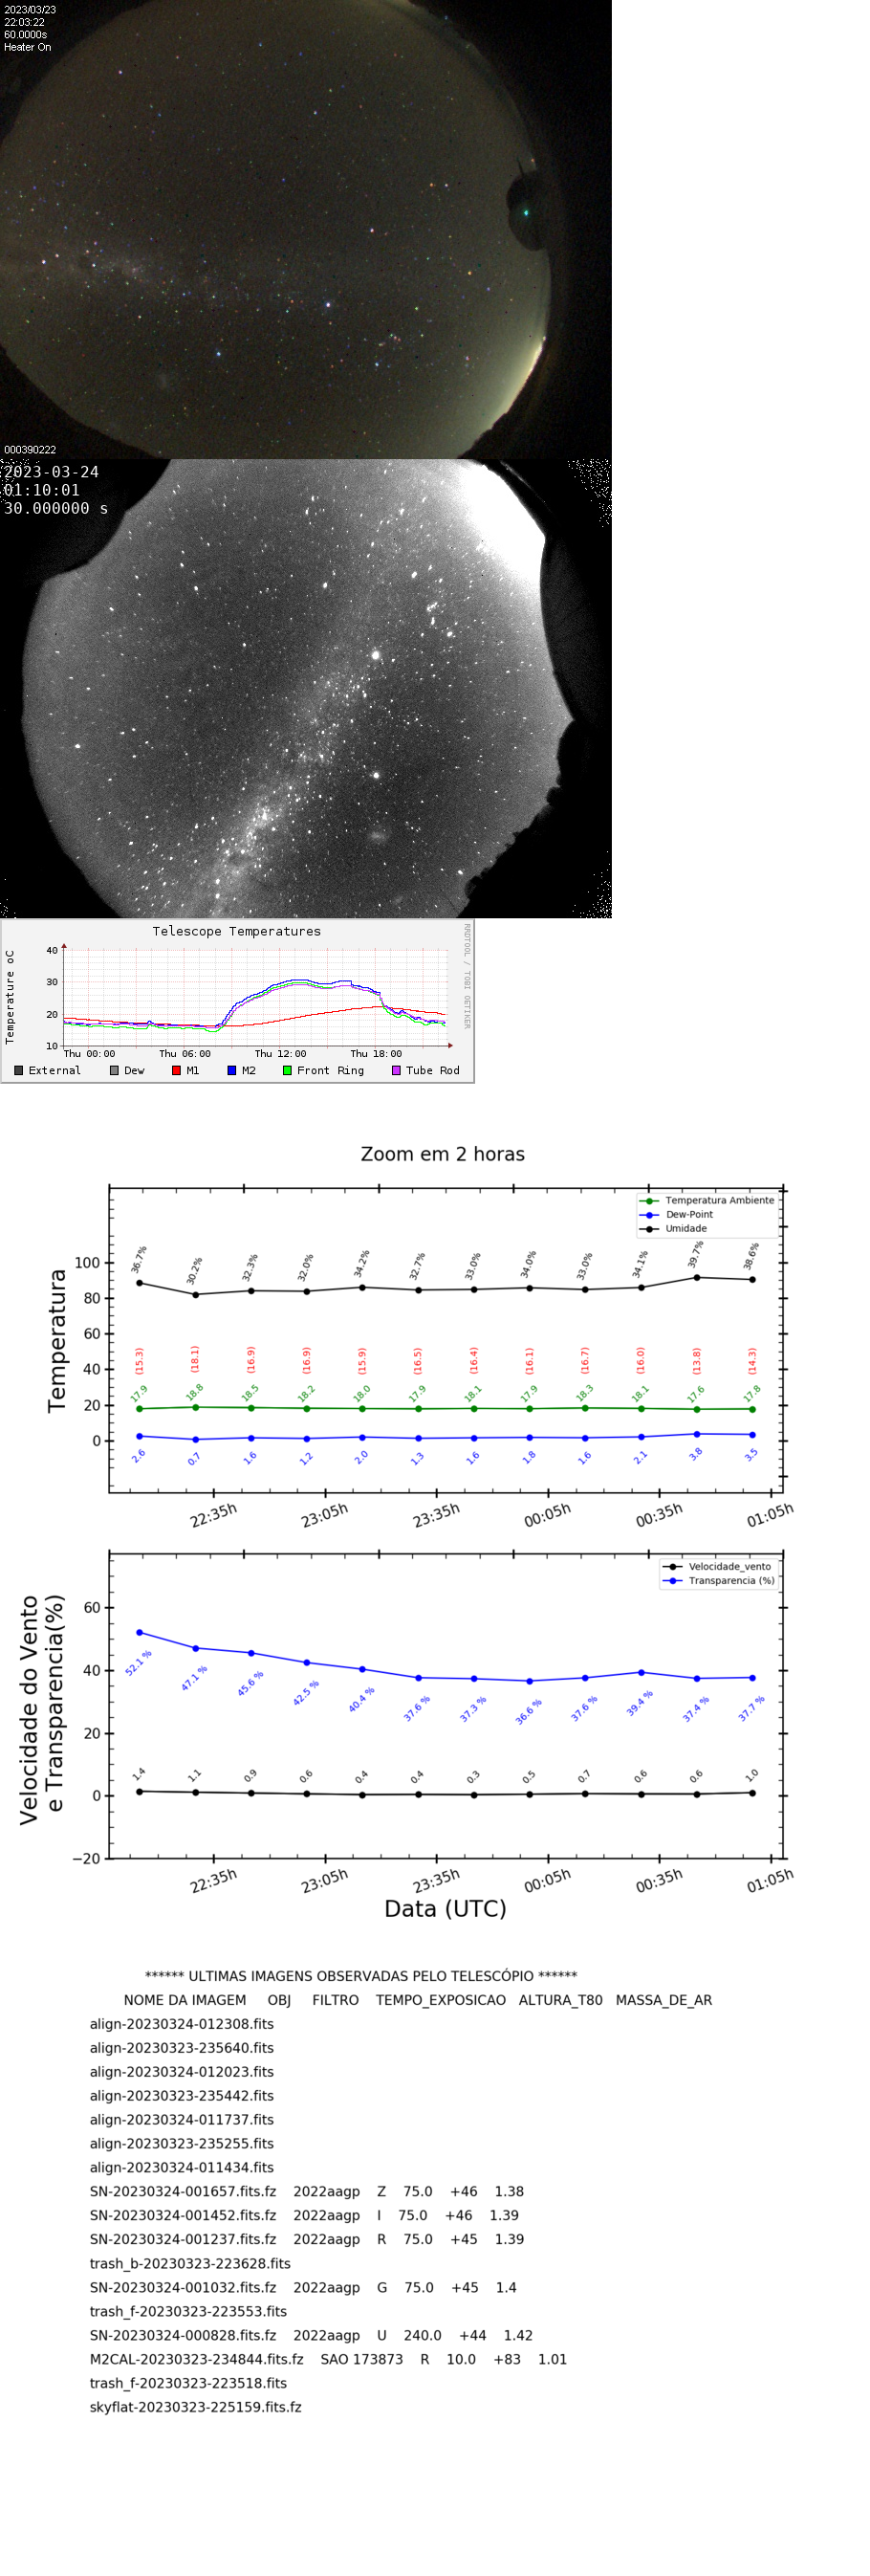 2023/03/23
22:03:22
60.0000s
Heater On
000390222
2023-03-24
01:10:01
30.000000 s
Telescope Temperatures
RRDTOOL / TOBI OETIKER
Temperature oC
40
30
20
10
Thu 00:00 Thu 06:00 Thu 12:00 Thu 18:00
External Dew M1 M2 Front Ring Tube Rod
Zoom em 2 horas
Temperatura Ambiente
Dew-Point
Umidade
Temperatura
100
80
60
40
20
0
36.7% 30.2% 32.3% 32.0% 34.2% 32.7% 33.0% 34.0% 33.0% 34.1% 39.7% 38.6%
(15.3) (18.1) (16.9) (16.9) (15.9) (16.5) (16.4) (16.1) (16.7) (16.0) (13.8) (14.3)
17.9 18.8 18.5 18.2 18.0 17.9 18.1 17.9 18.3 18.1 17.6 17.8
2.6 0.7 1.6 1.2 2.0 1.3 1.6 1.8 1.6 2.1 3.8 3.5
22:35h 23:05h 23:35h 00:05h 00:35h 01:05h
Velocidade_vento
Transparencia (%)
Velocidade do Vento
e Transparencia(%)
60
40
20
0
−20
52.1 % 47.1 % 45.6 % 42.5 % 40.4 % 37.6 % 37.3 % 36.6 % 37.6 % 39.4 % 37.4 % 37.7 %
1.4 1.1 0.9 0.6 0.4 0.4 0.3 0.5 0.7 0.6 0.6 1.0
22:35h 23:05h 23:35h 00:05h 00:35h 01:05h
Data (UTC)
****** ULTIMAS IMAGENS OBSERVADAS PELO TELESCÓPIO ******
NOME DA IMAGEM OBJ FILTRO TEMPO_EXPOSICAO ALTURA_T80 MASSA_DE_AR
align-20230324-012308.fits
align-20230323-235640.fits
align-20230324-012023.fits
align-20230323-235442.fits
align-20230324-011737.fits
align-20230323-235255.fits
align-20230324-011434.fits
SN-20230324-001657.fits.fz 2022aagp Z 75.0 +46 1.38
SN-20230324-001452.fits.fz 2022aagp I 75.0 +46 1.39
SN-20230324-001237.fits.fz 2022aagp R 75.0 +45 1.39
trash_b-20230323-223628.fits
SN-20230324-001032.fits.fz 2022aagp G 75.0 +45 1.4
trash_f-20230323-223553.fits
SN-20230324-000828.fits.fz 2022aagp U 240.0 +44 1.42
M2CAL-20230323-234844.fits.fz SAO 173873 R 10.0 +83 1.01
trash_f-20230323-223518.fits
skyflat-20230323-225159.fits.fz